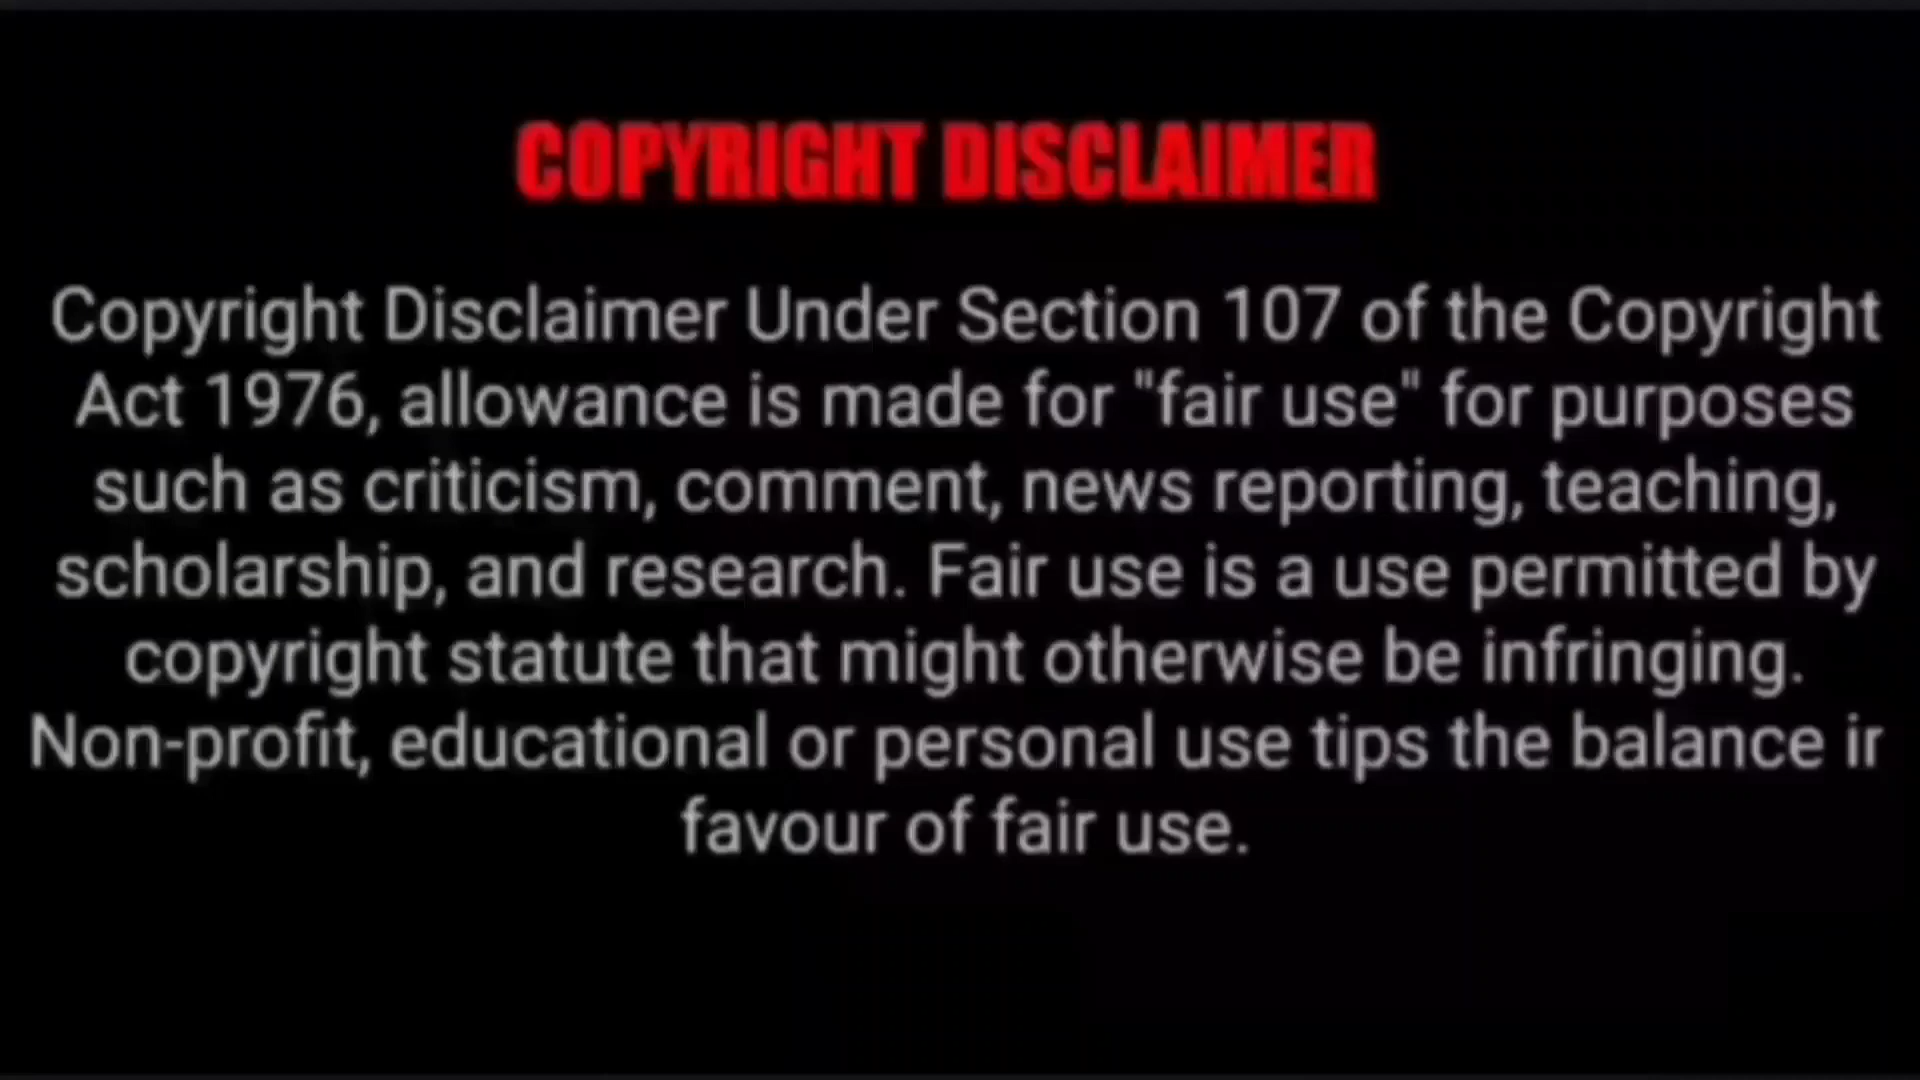 COPYRIGHT DISCLAIMER
Copyright Disclaimer Under Section 107 of the Copyright
Act 1976, allowance is made for "fair use" for purposes
such as criticism, comment, news reporting, teaching,
scholarship, and research. Fair use is a use permitted by
copyright statute that might otherwise be infringing.
Non-profit, educational or personal use tips the balance ir
favour of fair use.